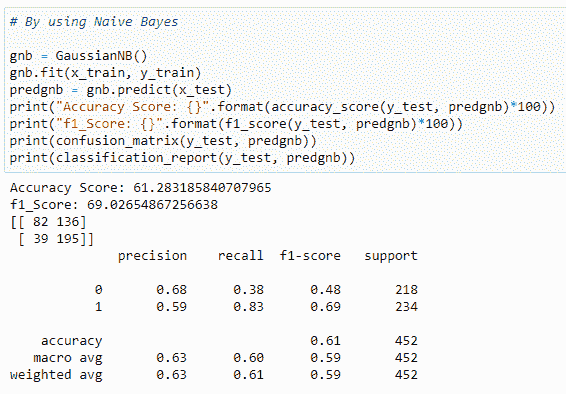 # By using Naive Bayes
gnb = GaussianNB()
gnb.fit(x_train, y_train)
predgnb = gnb.predict(x_test)
print("Accuracy Score: {}".format(accuracy_score(y_test, predgnb)*100))
print("f1_Score: {}".format(f1_score(y_test, predgnb)*100))
print(confusion_matrix(y_test, predgnb))
print(classification_report(y_test, predgnb))
Accuracy Score: 61.283185840707965
f1_Score: 69.02654867256638
[[ 82 136]
 [ 39 195]]
              precision    recall  f1-score   support
           0       0.68      0.38      0.48       218
           1       0.59      0.83      0.69       234
    accuracy                           0.61       452
   macro avg       0.63      0.60      0.59       452
weighted avg       0.63      0.61      0.59       452